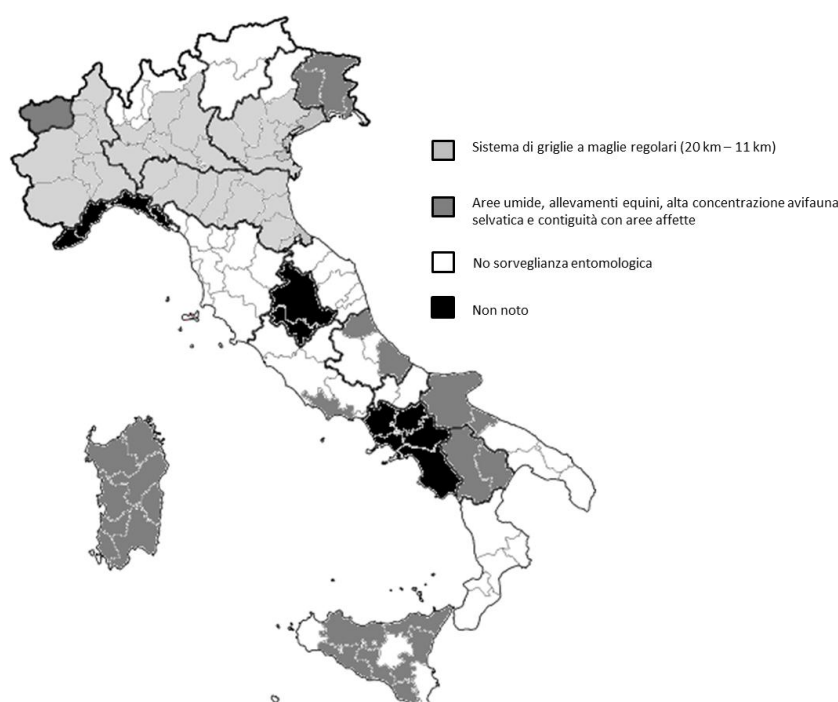 Sistema di griglie a maglie regolari (20 km – 11 km)
Aree umide, allevamenti equini, alta concentrazione avifauna
selvatica e contiguità con aree affette
No sorveglianza entomologica
Non noto